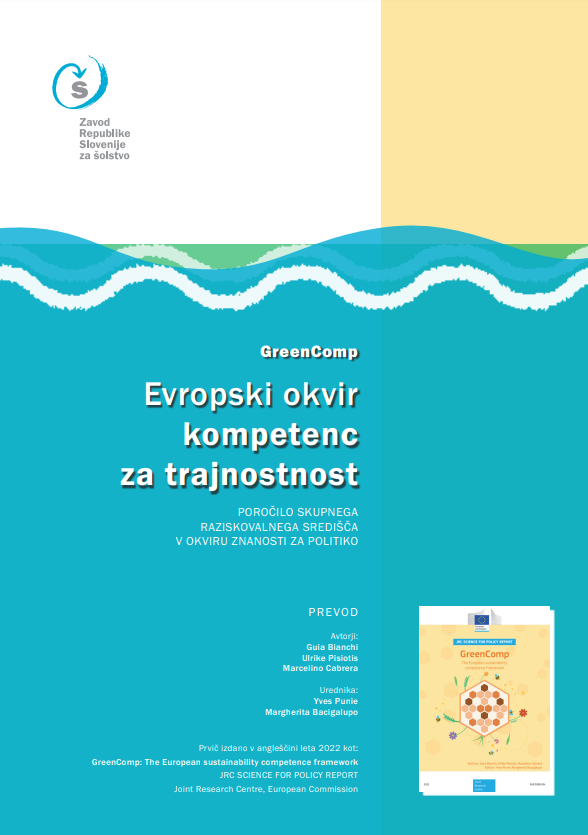 S
Zavod
Republike
Slovenije
za šolstvo
GreenComp
Evropski okvir
kompetenc
za trajnostnost
POROČILO SKUPNEGA
RAZISKOVALNEGA SREDIŠČA
V OKVIRU ZNANOSTI ZA POLITIKO
PREVOD
Avtorji:
Guia Bianchi
Ulrike Pisiotis
Marcelino Cabrera
Urednika:
Yves Punie
Margherita Bacigalupo
Prvič izdano v angleščini leta 2022 kot:
GreenComp: The European sustainability competence framework
JRC SCIENCE FOR POLICY REPORT
Joint Research Centre, European Commission
JRC SCIENCE FOR POLICY REPORT
GreenComp
The European sustainability
competence framework